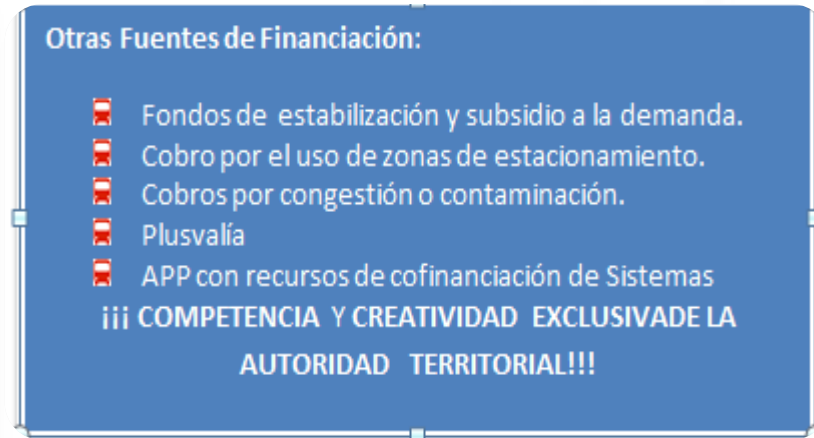 Otras Fuentes de Financiación:
Fondos de estabilización y subsidio a la demanda.
Cobro por el uso de zonas de estacionamiento.
Cobros por congestión o contaminación.
Plusvalía
APP con recursos de cofinanciación de Sistemas
¡¡¡ COMPETENCIA Y CREATIVIDAD EXCLUSIVADE LA
AUTORIDAD TERRITORIAL!!!